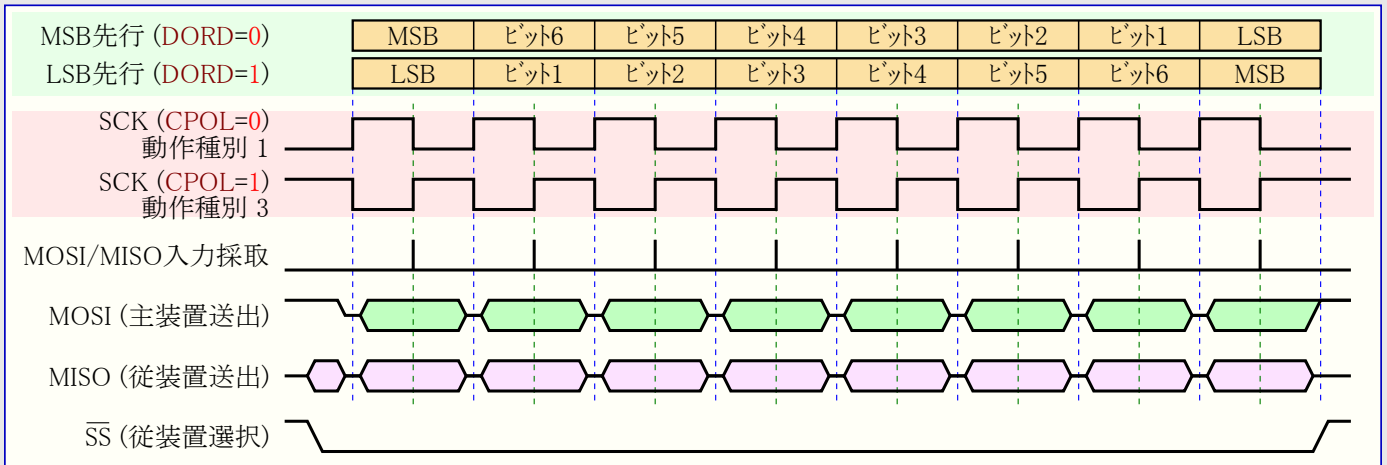 MSB先行 (DORD=0) MSB ﾋﾞｯﾄ6 ﾋﾞｯﾄ5 ﾋﾞｯﾄ4 ﾋﾞｯﾄ3 ﾋﾞｯﾄ2 ﾋﾞｯﾄ1 LSB
LSB先行 (DORD=1) LSB ﾋﾞｯﾄ1 ﾋﾞｯﾄ2 ﾋﾞｯﾄ3 ﾋﾞｯﾄ4 ﾋﾞｯﾄ5 ﾋﾞｯﾄ6 MSB
SCK (CPOL=0)
動作種別 1
SCK (CPOL=1)
動作種別 3
MOSI/MISO入力採取
MOSI (主装置送出)
MISO (従装置送出)
S̅S̅ (従装置選択)